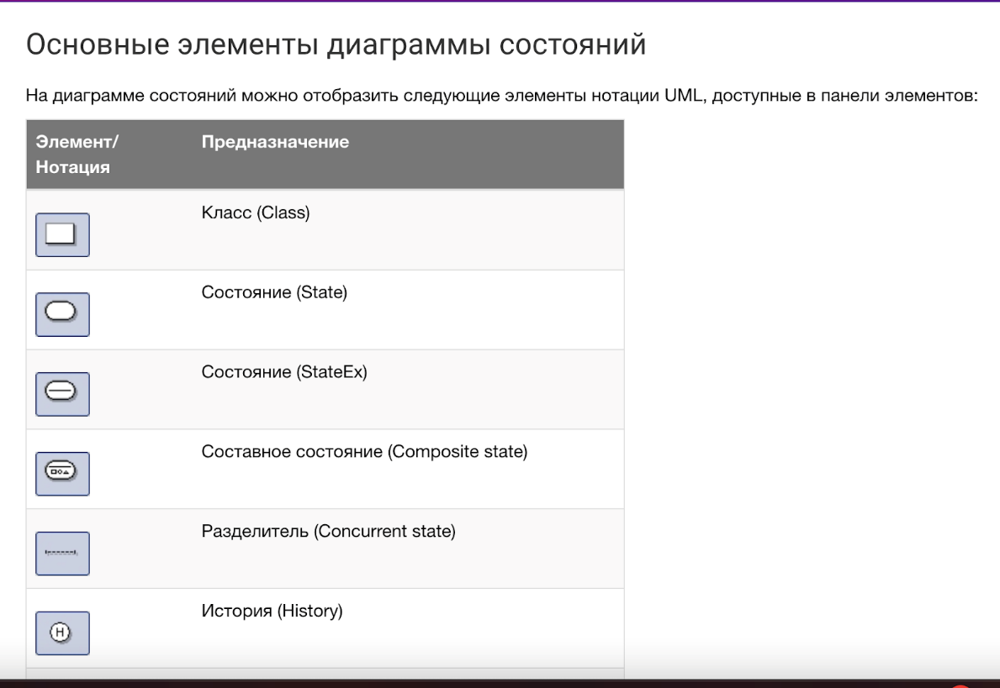 Основные элементы диаграммы состояний
На диаграмме состояний можно отобразить следующие элементы нотации UML, доступные в панели элементов:
Элемент/
Нотация
Предназначение
Класс (Class)
Состояние (State)
Состояние (StateEx)
Составное состояние (Composite state)
Разделитель (Concurrent state)
История (History)
H